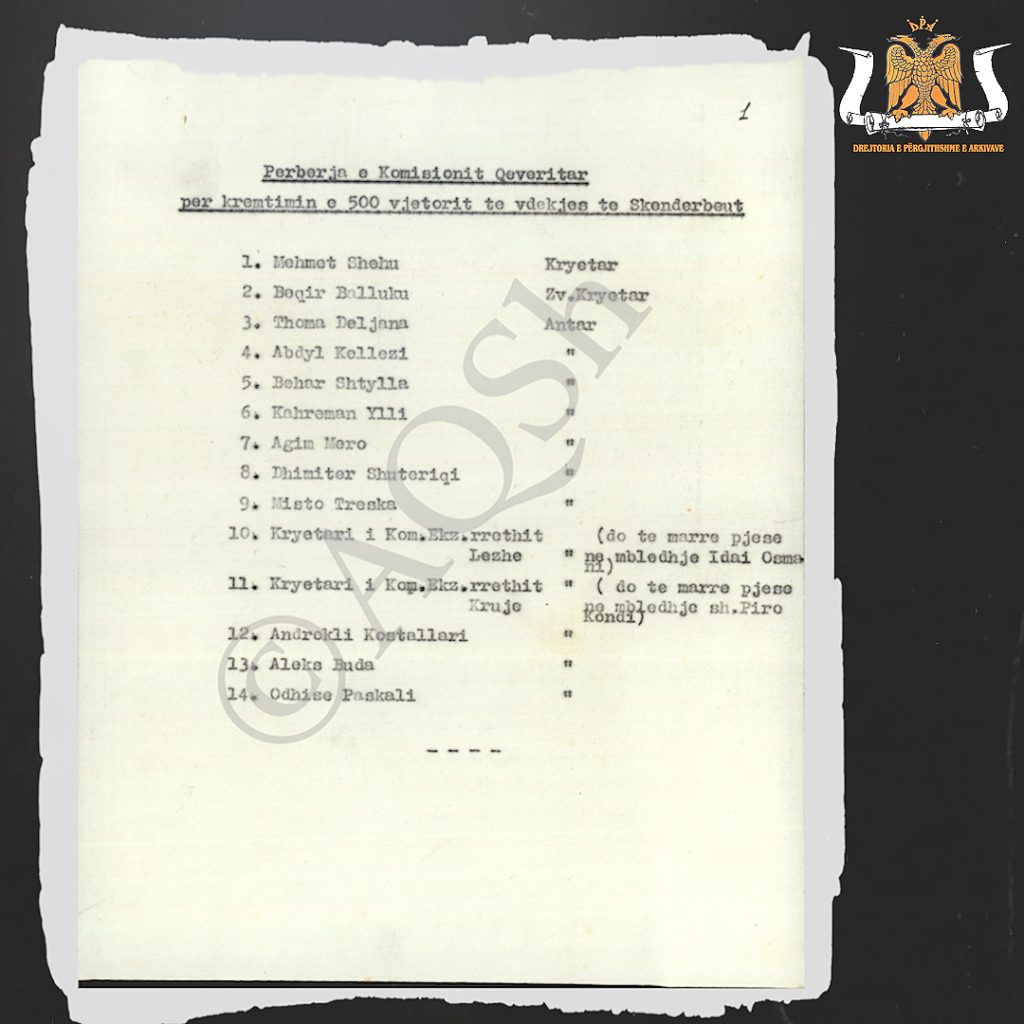 1
DPA
DREJTORIA E PËRGJITHSHME E ARKIVAVE
Perberja e Komisionit Qeveritar
per kremtimin e 500 vjetorit te vdekjes te Skenderbeut
1. Mehmet Shehu Kryetar
2. Beqir Balluku Zv.Kryetar
3. Thoma Deljana Antar
4. Abdyl Kellezi "
5. Behar Shtylla "
6. Kahreman Ylli "
7. Agim Mero "
8. Dhimiter Shuteriqi "
9. Misto Treska "
10. Kryetari i Kom.Ekz.rrethit (do te marre pjese
Lezhe " ne mbledhje Idai Osma
ni)
11. Kryetari i Kom.Ekz.rrethit " ( do te marre pjese
Kruje ne mbledhje sh.Piro
Kondi)
12. Androkli Kostallari "
13. Aleks Buda "
14. Odhise Paskali "
----
©AQSh